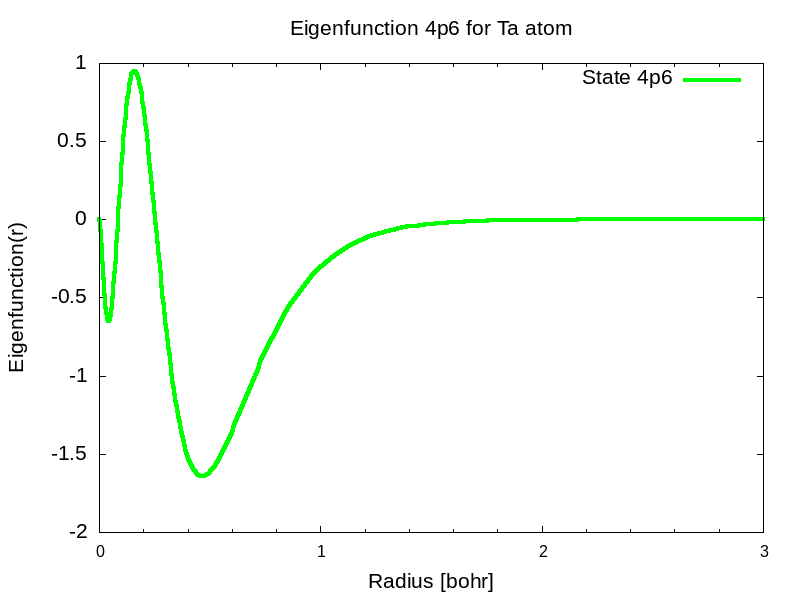 Eigenfunction 4p6 for Ta atom
State 4p6
1
0.5
0
-0.5
-1
-1.5
-2
Eigenfunction(r)
0 1 2 3
Radius [bohr]